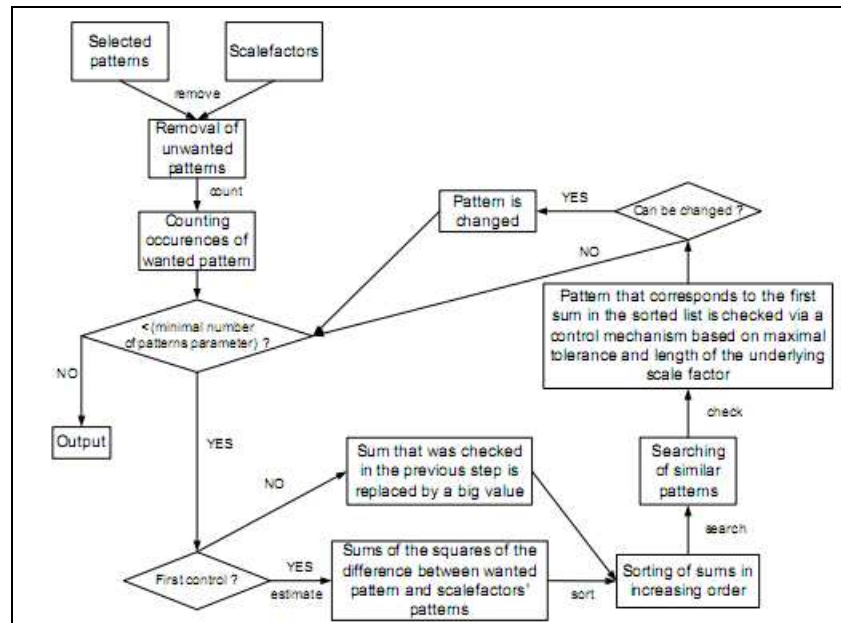 Selected
patterns
Scalefactors
remove
Removal of
unwanted
patterns
count
Counting
occurences of
wanted pattern
< (minimal number
of patterns parameter) ?
NO
Output
YES
First control ?
NO
YES
estimate
Sum that was checked
in the previous step is
replaced by a big value
Sums of the squares of the
difference between wanted
pattern and scalefactors'
patterns
sort
Sorting of sums in
increasing order
search
Searching
of similar
patterns
check
Pattern that corresponds to the first
sum in the sorted list is checked via a
control mechanism based on maximal
tolerance and length of the underlying
scale factor
Can be changed ?
YES
Pattern is
changed
NO